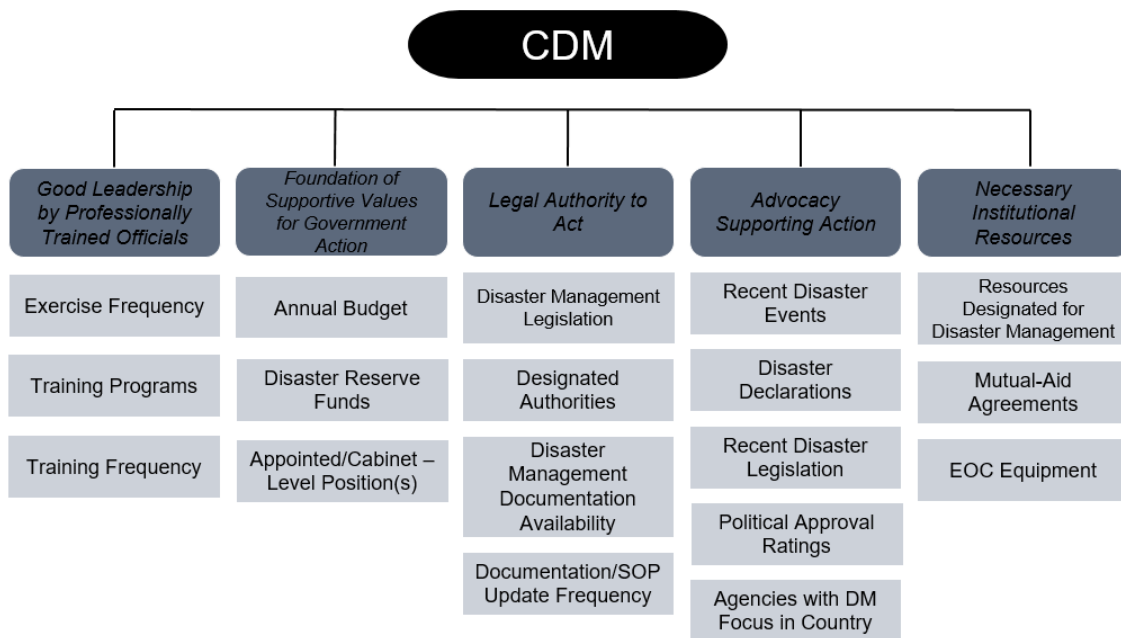 CDM
Good Leadership
by Professionally
Trained Officials
Exercise Frequency
Training Programs
Training Frequency
Foundation of
Supportive Values
for Government
Action
Annual Budget
Disaster Reserve
Funds
Appointed/Cabinet –
Level Position(s)
Legal Authority to
Act
Disaster Management
Legislation
Designated
Authorities
Disaster
Management
Documentation
Availability
Documentation/SOP
Update Frequency
Advocacy
Supporting Action
Recent Disaster
Events
Disaster
Declarations
Recent Disaster
Legislation
Political Approval
Ratings
Agencies with DM
Focus in Country
Necessary
Institutional
Resources
Resources
Designated for
Disaster Management
Mutual-Aid
Agreements
EOC Equipment